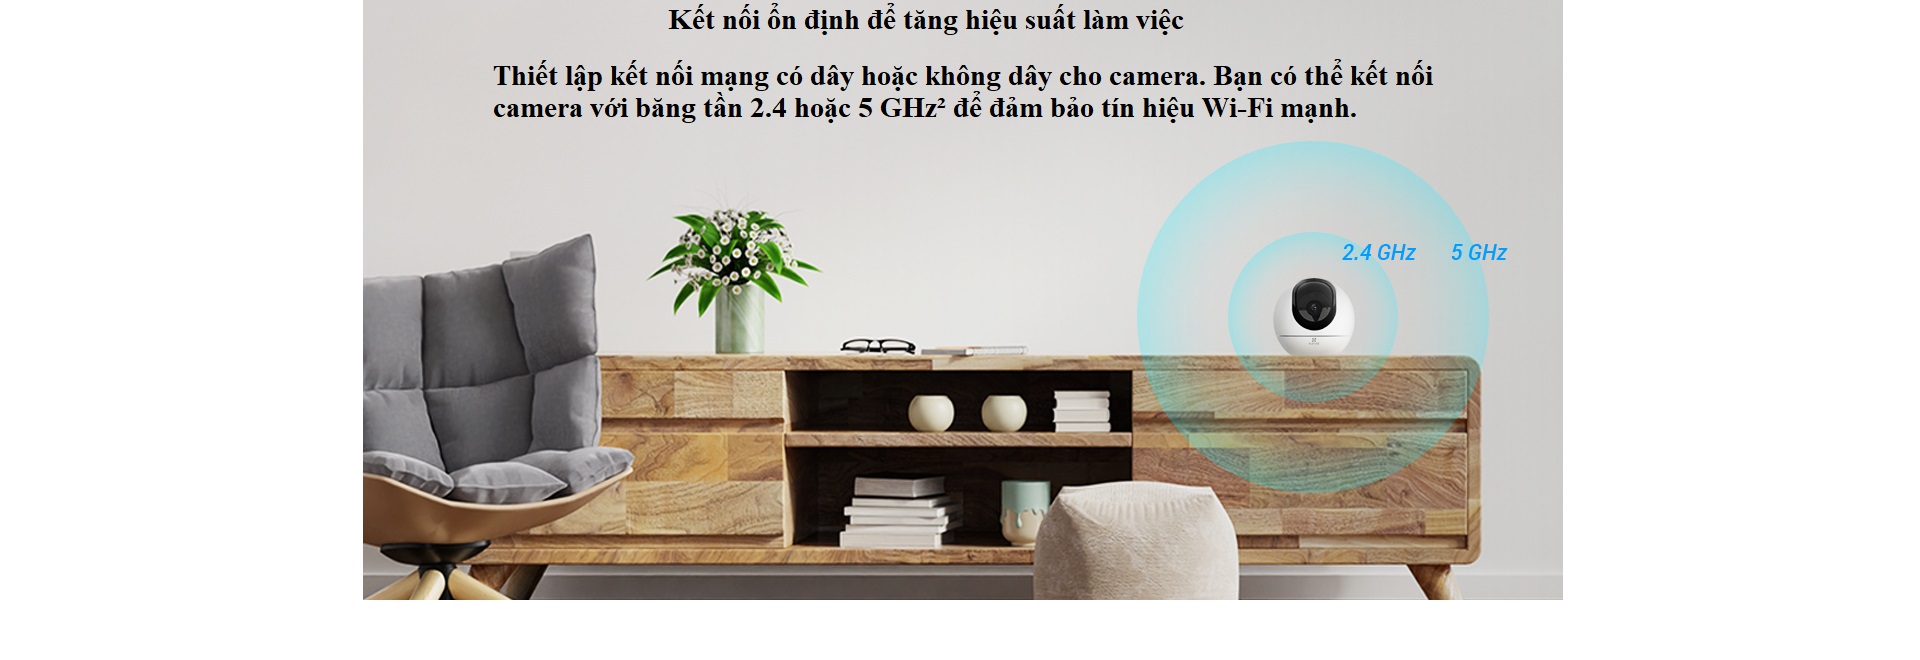 Kết nối ổn định để tăng hiệu suất làm việc
Thiết lập kết nối mạng có dây hoặc không dây cho camera. Bạn có thể kết nối
camera với băng tần 2.4 hoặc 5 GHz² để đảm bảo tín hiệu Wi-Fi mạnh.
2.4 GHz
5 GHz